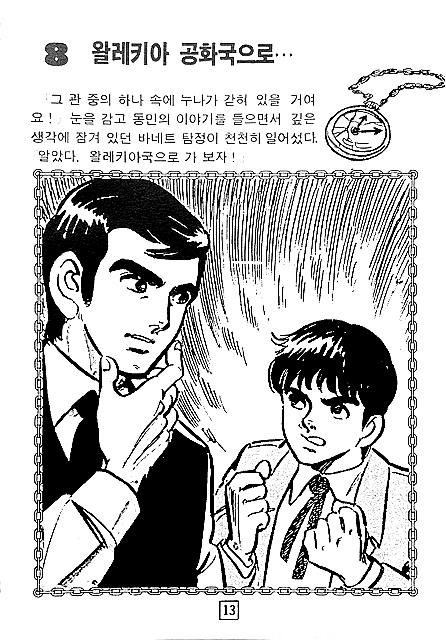 8 왈레키아 공화국으로…
「그 관 중의 하나 속에 누나가 갇혀 있을 거여
요!」 눈을 감고 동민의 이야기를 들으면서 깊은
생각에 잠겨 있던 바네트 탐정이 천천히 일어섰다.
「알았다. 왈레키아국으로 가 보자!」
13